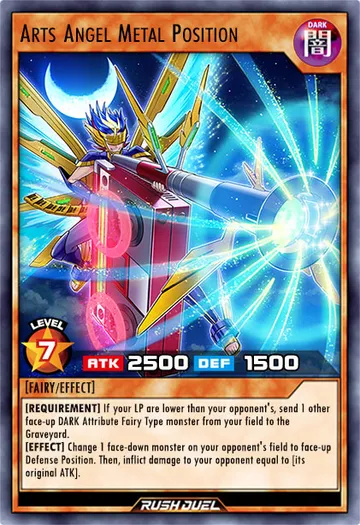 Arts Angel Metal Position
DARK
闇
LEVEL
7
ATK 2500 DEF 1500
[FAIRY/EFFECT]
[REQUIREMENT] If your LP are lower than your opponent's, send 1 other
face-up DARK Attribute Fairy Type monster from your field to the
Graveyard.
[EFFECT] Change 1 face-down monster on your opponent's field to face-up
Defense Position. Then, inflict damage to your opponent equal to [its
original ATK].
RUSH DUEL